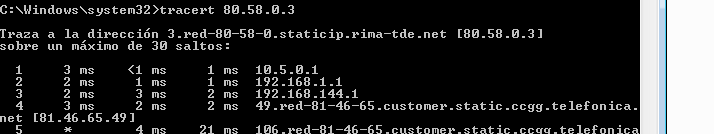 C:\Windows\system32>tracert 80.58.0.3
Traza a la dirección 3.red-80-58-0.staticip.rima-tde.net [80.58.0.3]
sobre un máximo de 30 saltos:
1 3 ms <1 ms 1 ms 10.5.0.1
2 2 ms 1 ms 1 ms 192.168.1.1
3 2 ms 3 ms 2 ms 192.168.144.1
4 3 ms 2 ms 2 ms 49.red-81-46-65.customer.static.ccgg.telefonica.
net [81.46.65.49]
5 * 4 ms 21 ms 106.red-81-46-65.customer.static.ccgg.telefonica